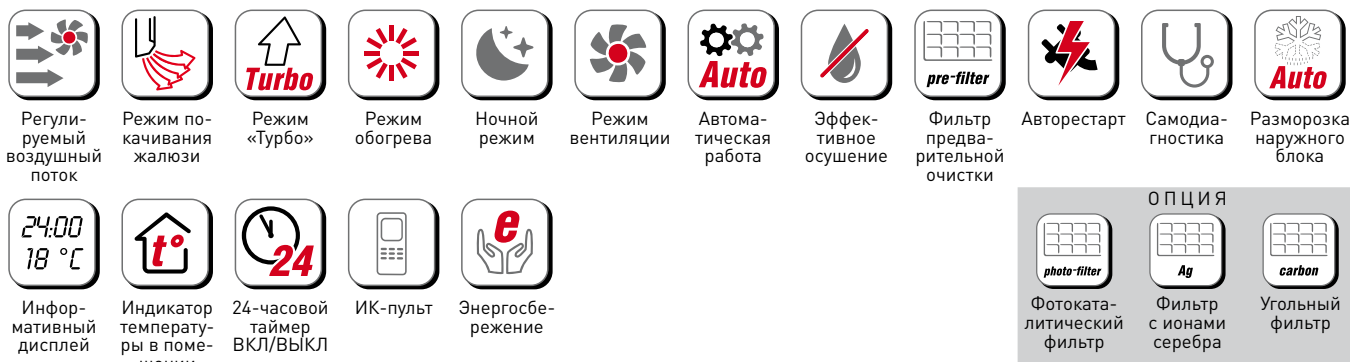 Turbo
Auto
pre-filter
Auto
Регули-
руемый
воздушный
поток
Режим по-
качивания
жалюзи
Режим
«Турбо»
Режим
обогрева
Ночной
режим
Режим
вентиляции
Автома-
тическая
работа
Эффек-
тивное
осушение
Фильтр
предва-
рительной
очистки
Авторестарт
Самодиа-
гностика
Разморозка
наружного
блока
ОПЦИЯ
24:00
18 °C
t°
24
e
photo-filter
Ag
carbon
Инфор-
мативный
дисплей
Индикатор
температу-
ры в поме-
24-часовой
таймер
ВКЛ/ВЫКЛ
ИК-пульт
Энергосбе-
режение
Фотоката-
литический
фильтр
Фильтр
с ионами
серебра
Угольный
фильтр